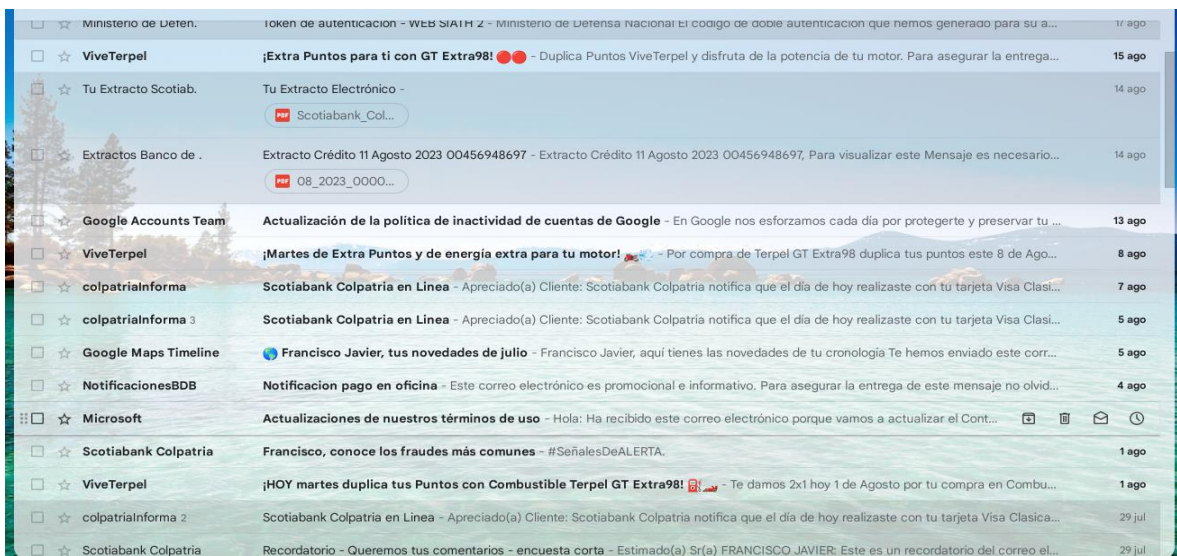 Ministerio de Defen. Token de autenticación - WEB SIATH 2 - Ministerio de Defensa Nacional El código de doble autenticación que hemos generado para su a... 17 ago
ViveTerpel ¡Extra Puntos para ti con GT Extra98! - Duplica Puntos ViveTerpel y disfruta de la potencia de tu motor. Para asegurar la entrega... 15 ago
Tu Extracto Scotiab. Tu Extracto Electrónico - 14 ago
PDF Scotiabank_Col...
Extractos Banco de . Extracto Crédito 11 Agosto 2023 00456948697 - Extracto Crédito 11 Agosto 2023 00456948697, Para visualizar este Mensaje es necesario... 14 ago
PDF 08_2023_0000...
Google Accounts Team Actualización de la política de inactividad de cuentas de Google - En Google nos esforzamos cada día por protegerte y preservar tu ... 13 ago
ViveTerpel ¡Martes de Extra Puntos y de energía extra para tu motor! - Por compra de Terpel GT Extra98 duplica tus puntos este 8 de Ago... 8 ago
colpatriaInforma Scotiabank Colpatria en Linea - Apreciado(a) Cliente: Scotiabank Colpatria notifica que el día de hoy realizaste con tu tarjeta Visa Clasi... 7 ago
colpatriaInforma 3 Scotiabank Colpatria en Linea - Apreciado(a) Cliente: Scotiabank Colpatria notifica que el día de hoy realizaste con tu tarjeta Visa Clasi... 5 ago
Google Maps Timeline Francisco Javier, tus novedades de julio - Francisco Javier, aquí tienes las novedades de tu cronología Te hemos enviado este corr... 5 ago
NotificacionesBDB Notificacion pago en oficina - Este correo electrónico es promocional e informativo. Para asegurar la entrega de este mensaje no olvid... 4 ago
Microsoft Actualizaciones de nuestros términos de uso - Hola: Ha recibido este correo electrónico porque vamos a actualizar el Cont...
Scotiabank Colpatria Francisco, conoce los fraudes más comunes - #SeñalesDeALERTA. 1 ago
ViveTerpel ¡HOY martes duplica tus Puntos con Combustible Terpel GT Extra98! - Te damos 2x1 hoy 1 de Agosto por tu compra en Combu... 1 ago
colpatriaInforma 2 Scotiabank Colpatria en Linea - Apreciado(a) Cliente: Scotiabank Colpatria notifica que el día de hoy realizaste con tu tarjeta Visa Clasica... 29 jul
Scotiabank Colpatria Recordatorio - Queremos tus comentarios - encuesta corta - Estimado(a) Sr(a) FRANCISCO JAVIER: Este es un recordatorio del correo el... 29 jul